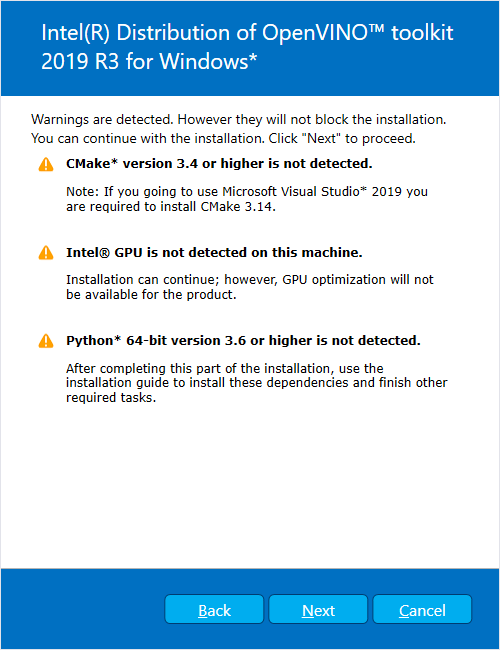 Intel(R) Distribution of OpenVINO™ toolkit
2019 R3 for Windows*
Warnings are detected. However they will not block the installation.
You can continue with the installation. Click "Next" to proceed.
CMake* version 3.4 or higher is not detected.
Note: If you going to use Microsoft Visual Studio* 2019 you
are required to install CMake 3.14.
Intel® GPU is not detected on this machine.
Installation can continue; however, GPU optimization will not
be available for the product.
Python* 64-bit version 3.6 or higher is not detected.
After completing this part of the installation, use the
installation guide to install these dependencies and finish other
required tasks.
Back Next Cancel